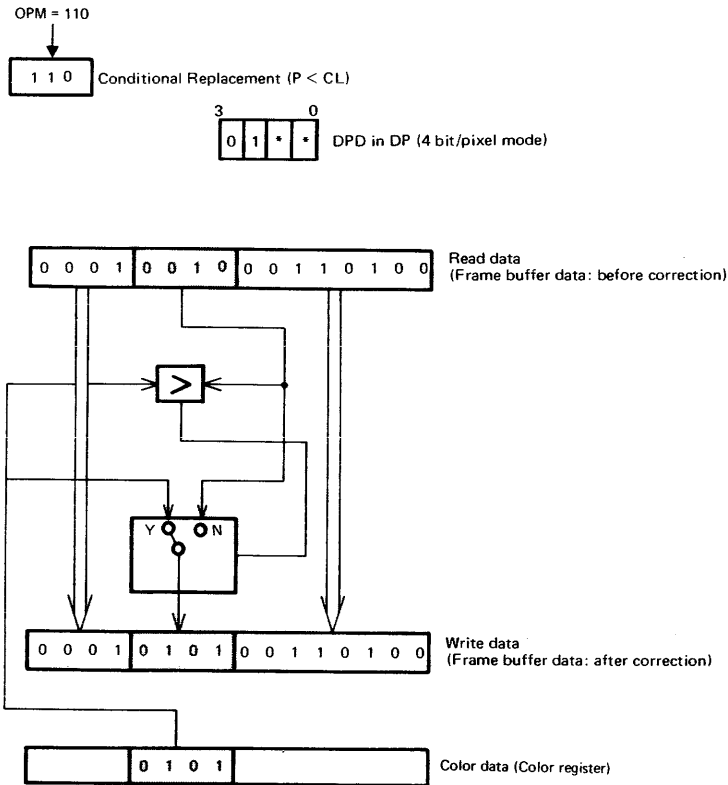 OPM = 110
1 1 0 Conditional Replacement (P < CL)
3 0
0 1 * * DPD in DP (4 bit/pixel mode)
0 0 0 1 0 0 1 0 0 0 1 1 0 1 0 0 Read data
(Frame buffer data: before correction)
>
Y N
0 0 0 1 0 1 0 1 0 0 1 1 0 1 0 0 Write data
(Frame buffer data: after correction)
0 1 0 1 Color data (Color register)